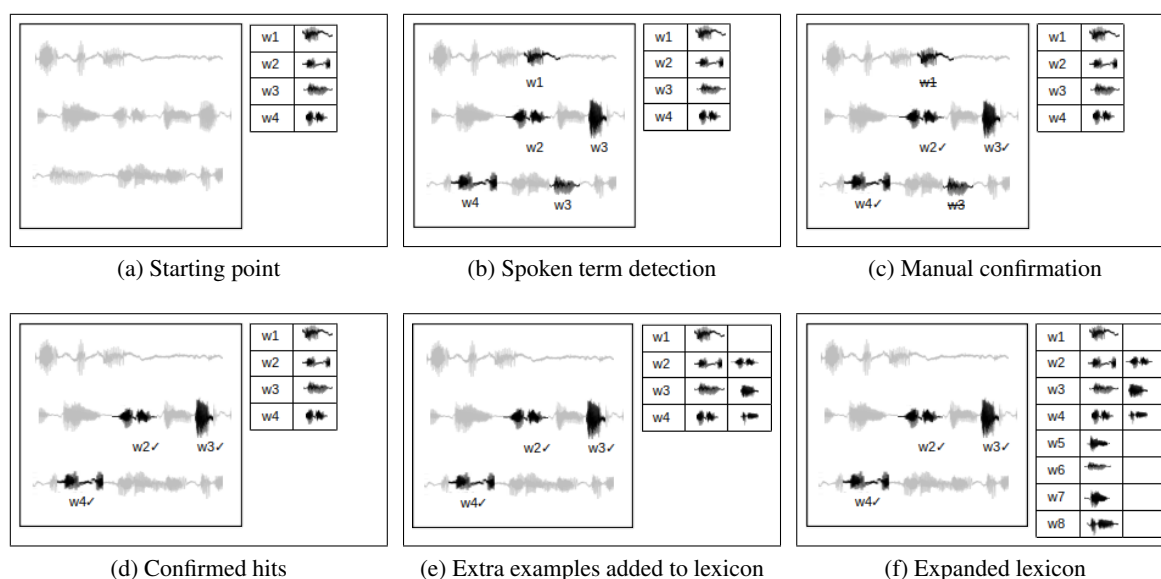 w1
w2
w3
w4
(a) Starting point
w1
w2 w3
w4 w3
w1
w2
w3
w4
(b) Spoken term detection
w1
w2✓ w3✓
w4✓ w3
w1
w2
w3
w4
(c) Manual confirmation
w2✓ w3✓
w4✓
w1
w2
w3
w4
(d) Confirmed hits
w2✓ w3✓
w4✓
w1
w2
w3
w4
(e) Extra examples added to lexicon
w2✓ w3✓
w4✓
w1
w2
w3
w4
w5
w6
w7
w8
(f) Expanded lexicon